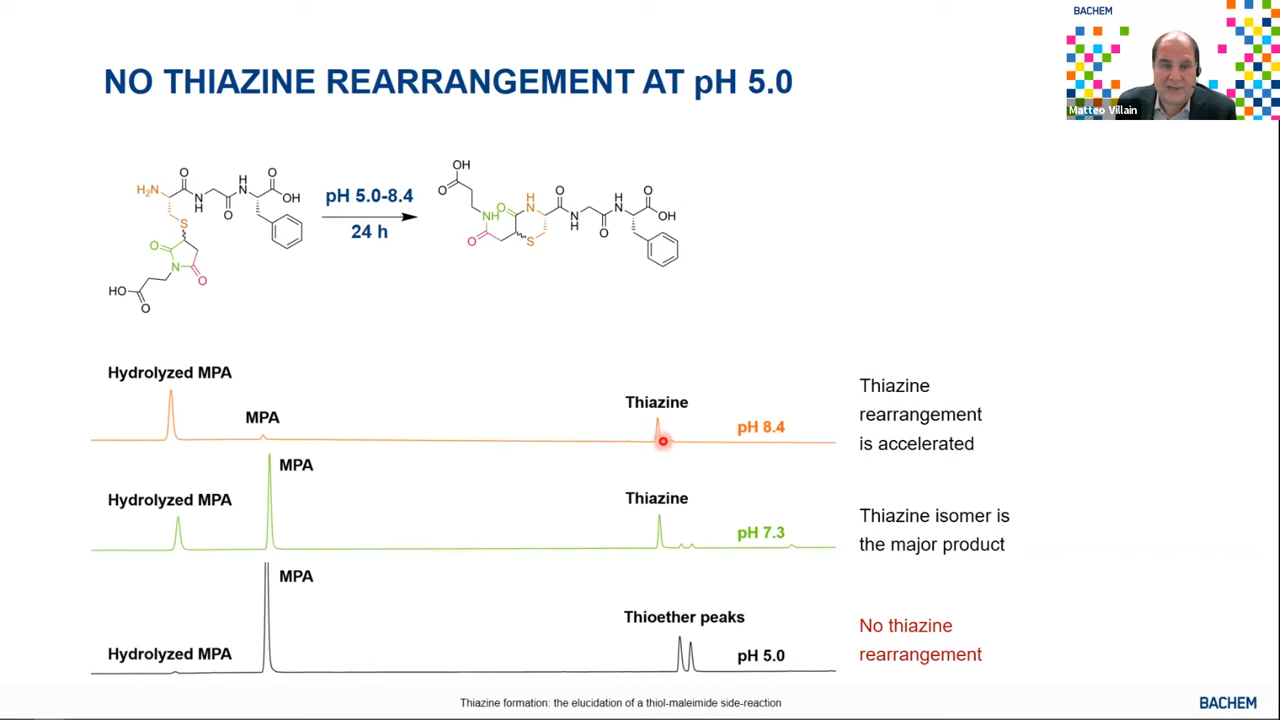 BACHEM
Matteo Villain
NO THIAZINE REARRANGEMENT AT pH 5.0
H2N
O
N
H
O
H
N
O
OH
S
O
N
O
HO
O
pH 5.0-8.4
24 h
OH
O
NH
O
O
H
N
S
O
N
H
O
H
N
O
OH
Hydrolyzed MPA
MPA
Thiazine
pH 8.4
Thiazine
rearrangement
is accelerated
MPA
Hydrolyzed MPA
Thiazine
pH 7.3
Thiazine isomer is
the major product
MPA
Thioether peaks
Hydrolyzed MPA
pH 5.0
No thiazine
rearrangement
Thiazine formation: the elucidation of a thiol-maleimide side-reaction
BACHEM